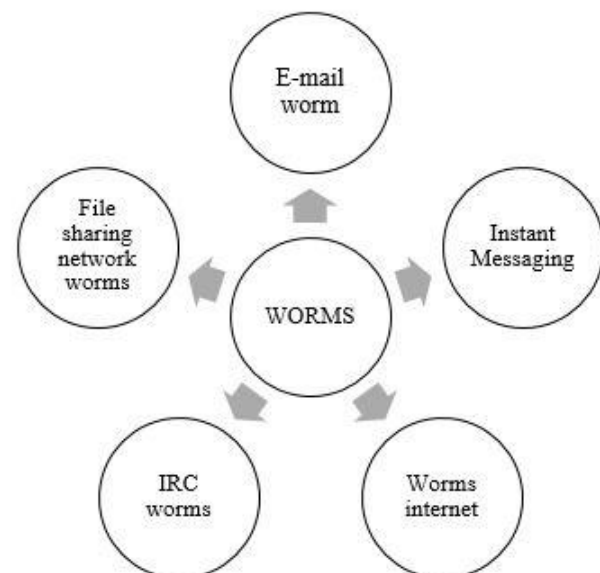 E-mail
worm
File
sharing
network
worms
Instant
Messaging
WORMS
IRC
worms
Worms
internet